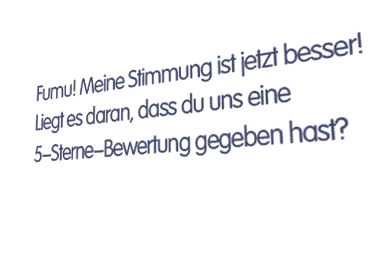 Fumu! Meine Stimmung ist jetzt besser!
Liegt es daran, dass du uns eine
5–Sterne–Bewertung gegeben hast?